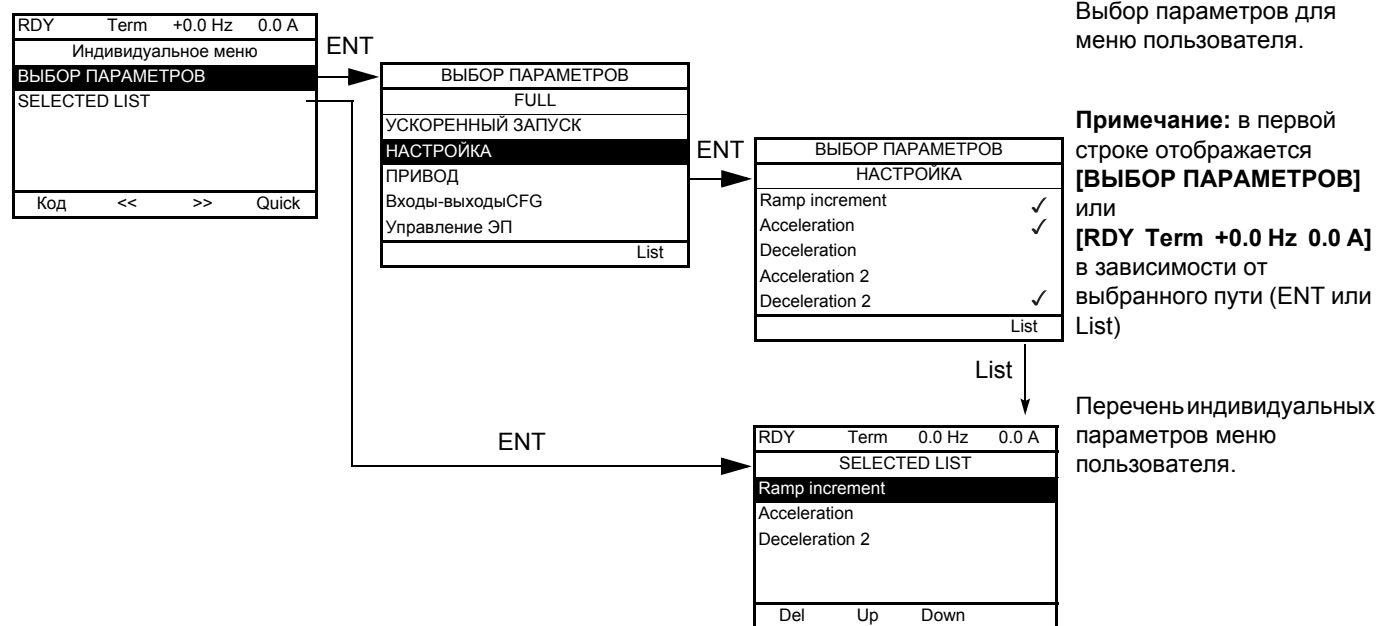 RDY Term +0.0 Hz 0.0 A
Индивидуальное меню
ВЫБОР ПАРАМЕТРОВ
SELECTED LIST
Код << >> Quick
ENT
ВЫБОР ПАРАМЕТРОВ
FULL
УСКОРЕННЫЙ ЗАПУСК
НАСТРОЙКА
ПРИВОД
Входы-выходыCFG
Управление ЭП
List
ENT
ВЫБОР ПАРАМЕТРОВ
НАСТРОЙКА
Ramp increment ✓
Acceleration ✓
Deceleration
Acceleration 2
Deceleration 2 ✓
List
List
ENT
RDY Term 0.0 Hz 0.0 A
SELECTED LIST
Ramp increment
Acceleration
Deceleration 2
Del Up Down
Выбор параметров для
меню пользователя.
Примечание: в первой
строке отображается
[ВЫБОР ПАРАМЕТРОВ]
или
[RDY Term +0.0 Hz 0.0 A]
в зависимости от
выбранного пути (ENT или
List)
Перечень индивидуальных
параметров меню
пользователя.